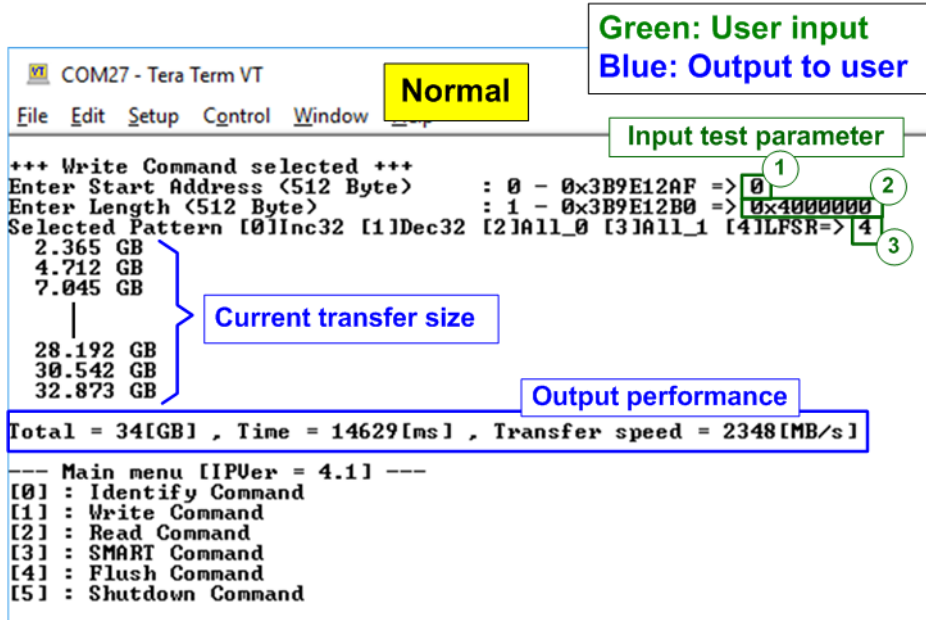 Green: User input
Blue: Output to user
COM27 - Tera Term VT
Normal
File Edit Setup Control Window
Input test parameter
+++ Write Command selected +++
1
Enter Start Address (512 Byte) : 0 - 0x3B9E12AF => 0
2
Enter Length (512 Byte) : 1 - 0x3B9E12B0 => 0x4000000
Selected Pattern [0]Inc32 [1]Dec32 [2]All_0 [3]All_1 [4]LFSR=> 4
3
2.365 GB
4.712 GB
7.045 GB
Current transfer size
28.192 GB
30.542 GB
32.873 GB
Output performance
Total = 34[GB] , Time = 14629[ms] , Transfer speed = 2348[MB/s]
--- Main menu [IPVer = 4.1] ---
[0] : Identify Command
[1] : Write Command
[2] : Read Command
[3] : SMART Command
[4] : Flush Command
[5] : Shutdown Command